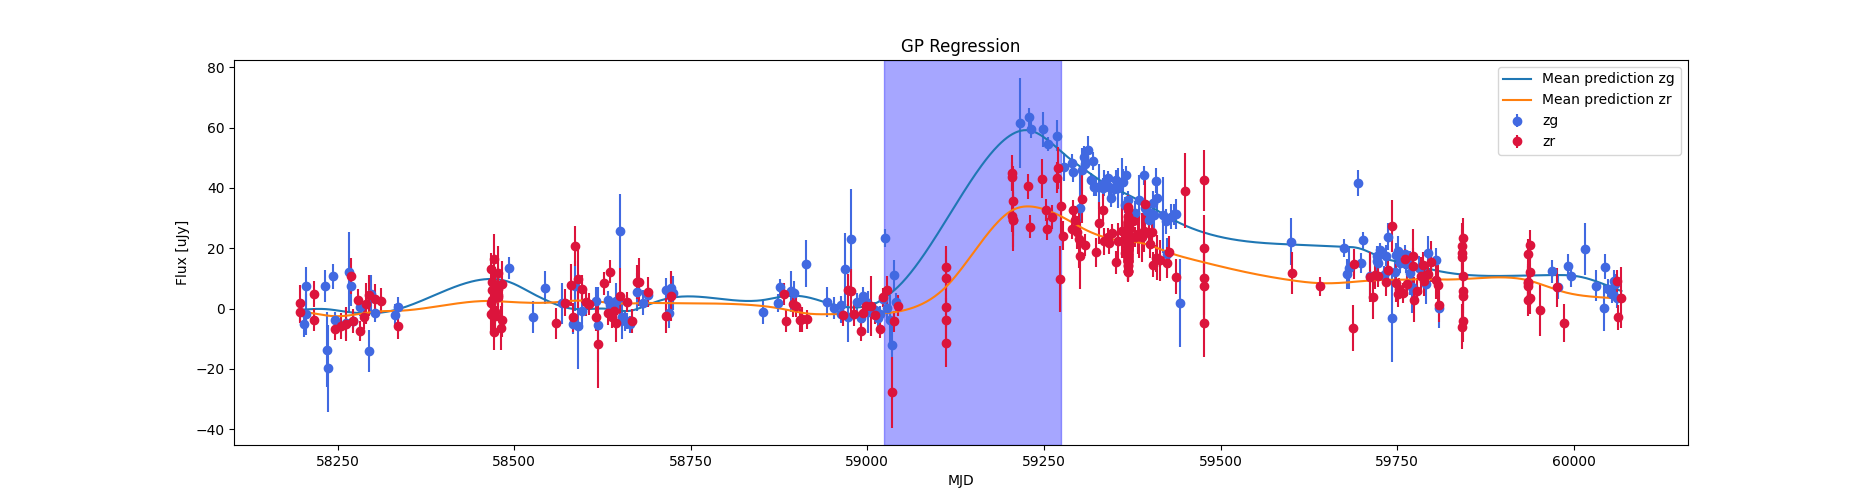 GP Regression
80
60
40
20
0
−20
−40
Flux [uJy]
58250
58500
58750
59000
59250
59500
59750
60000
MJD
Mean prediction zg
Mean prediction zr
zg
zr